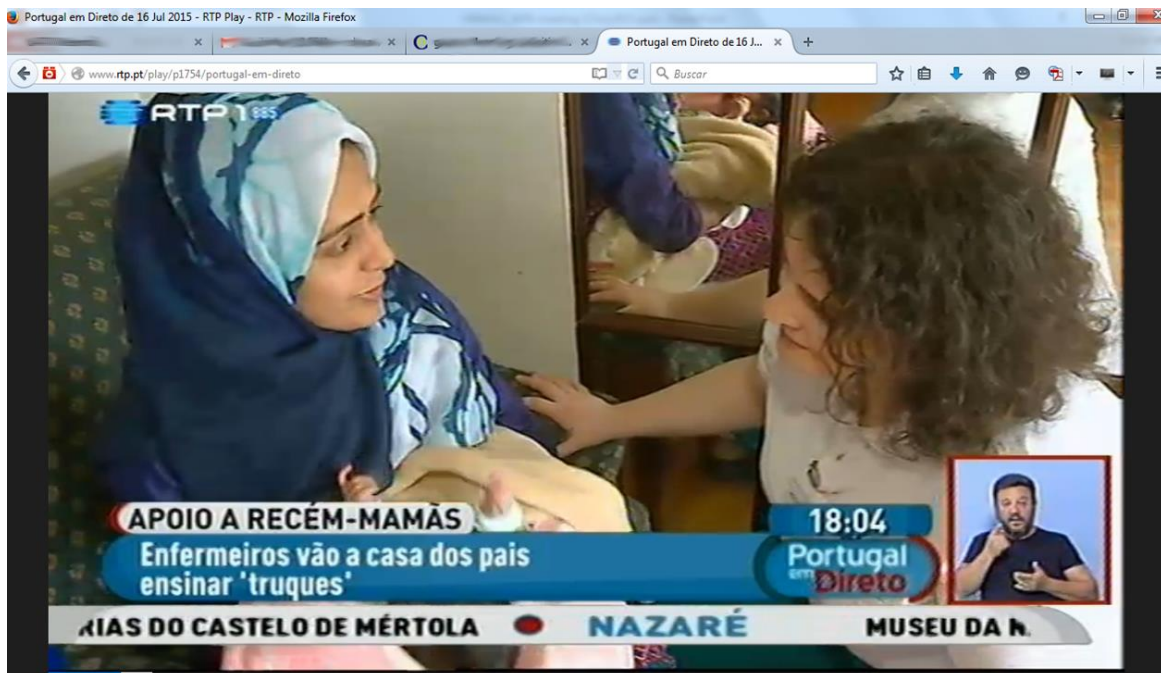 Portugal em Direto de 16 Jul 2015 - RTP Play - RTP - Mozilla Firefox
Portugal em Direto de 16 J...
www.rtp.pt/play/p1754/portugal-em-direto
Buscar
RTP 1
APOIO A RECÉM-MAMÃS
18:04
Enfermeiros vão a casa dos pais
ensinar 'truques'
Portugal
em Direto
RIAS DO CASTELO DE MÉRTOLA NAZARÉ MUSEU DA